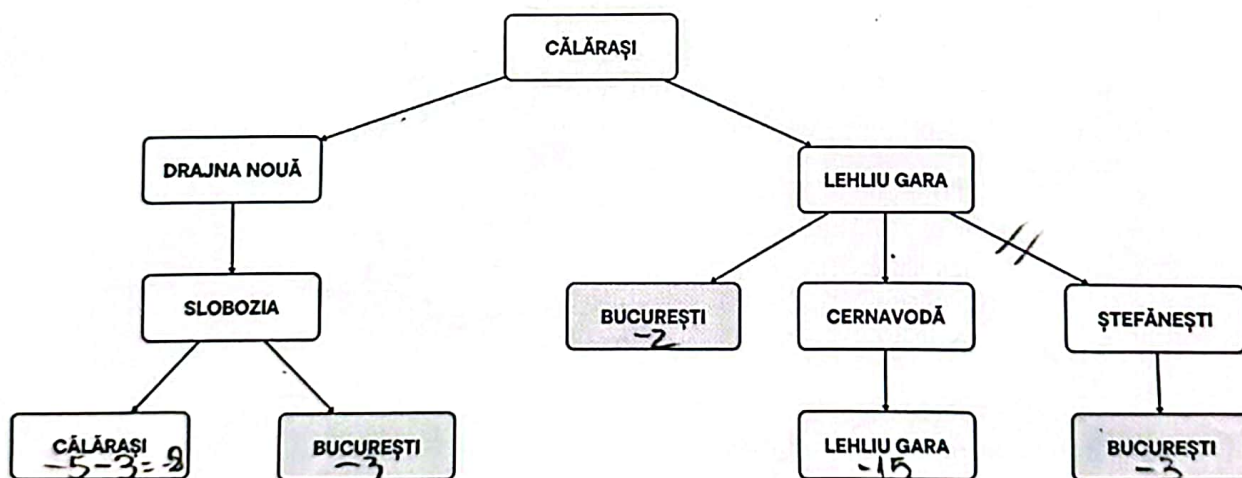 CĂLĂRAȘI
DRAJNA NOUĂ
LEHLIU GARA
SLOBOZIA
BUCUREȘTI
-2
CERNAVODĂ
ȘTEFĂNEȘTI
CĂLĂRAȘI
-5-3=-8
BUCUREȘTI
-3
LEHLIU GARA
-15
BUCUREȘTI
-3